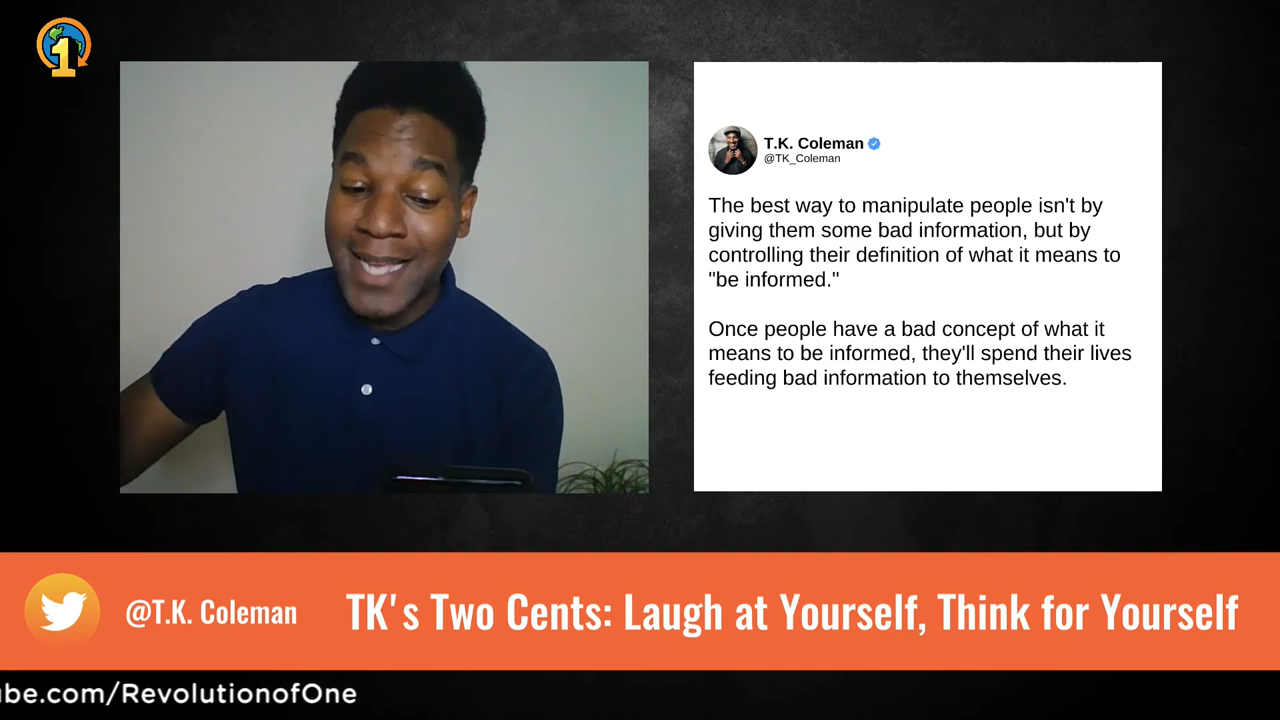 1
T.K. Coleman
@TK_Coleman
The best way to manipulate people isn't by
giving them some bad information, but by
controlling their definition of what it means to
"be informed."
Once people have a bad concept of what it
means to be informed, they'll spend their lives
feeding bad information to themselves.
@T.K. Coleman
TK's Two Cents: Laugh at Yourself, Think for Yourself
ube.com/RevolutionofOne